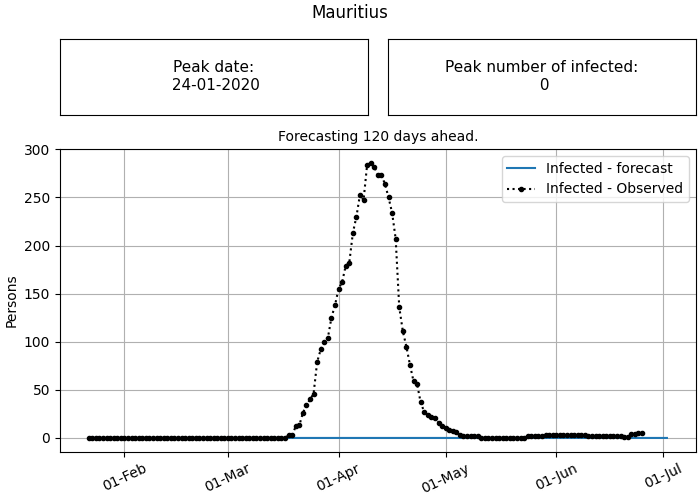 Mauritius
Peak date:
24-01-2020
Peak number of infected:
0
Forecasting 120 days ahead.
Infected - forecast
Infected - Observed
Persons
300
250
200
150
100
50
0
01-Feb
01-Mar
01-Apr
01-May
01-Jun
01-Jul